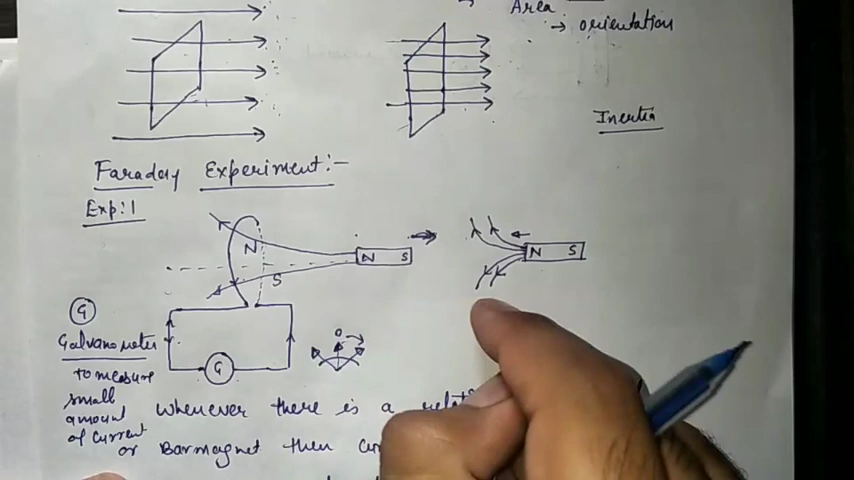 Area
→ orientation
Inertia
Faraday Experiment:-
Exp:1
N
S
N S
N S
G
Galvanometer
to measure
small
amount
of current
G
0
Whenever there is a
or Barmagnet then